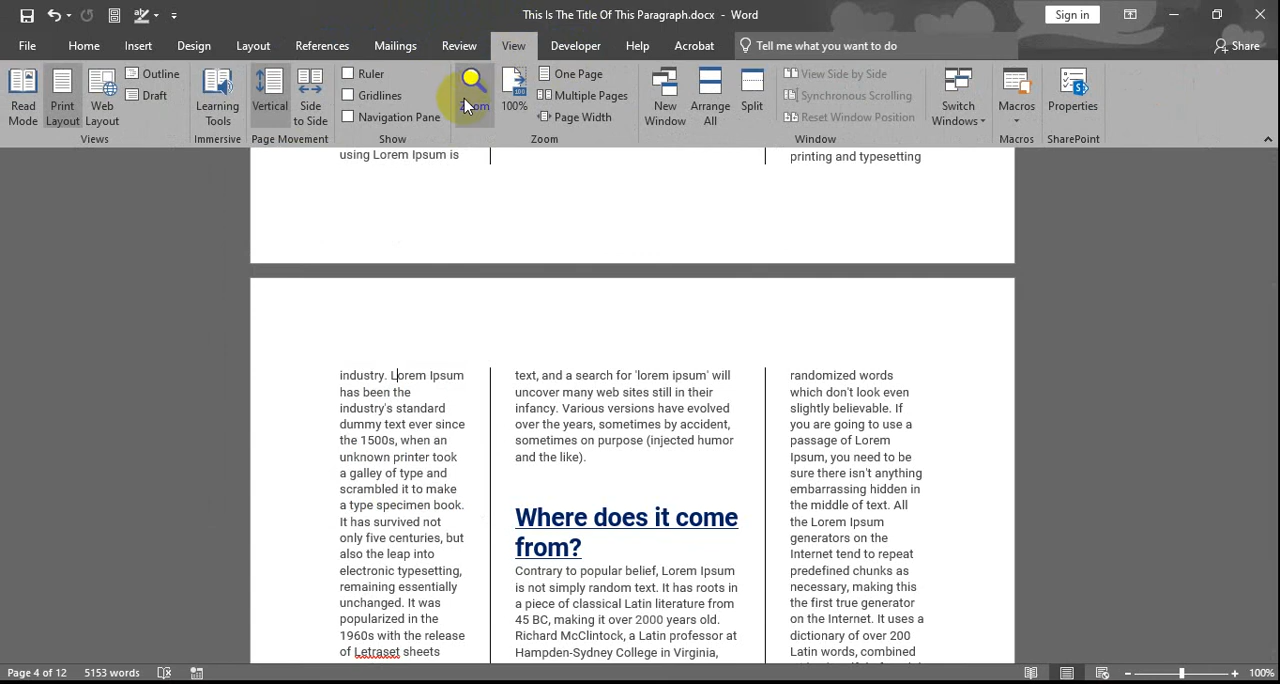 This Is The Title Of This Paragraph.docx - Word
Sign in
File Home Insert Design Layout References Mailings Review View Developer Help Acrobat Tell me what you want to do Share
Read Mode
Print Layout
Web Layout
Outline
Draft
Views
Learning Tools
Immersive
Vertical
Side to Side
Page Movement
Ruler
Gridlines
Navigation Pane
Show
Zoom
100%
One Page
Multiple Pages
Page Width
Zoom
New Window
Arrange All
Split
View Side by Side
Synchronous Scrolling
Reset Window Position
Window
Switch Windows
Macros
Macros
Properties
SharePoint
using Lorem Ipsum is
printing and typesetting
industry. Lorem Ipsum
has been the
industry's standard
dummy text ever since
the 1500s, when an
unknown printer took
a galley of type and
scrambled it to make
a type specimen book.
It has survived not
only five centuries, but
also the leap into
electronic typesetting,
remaining essentially
unchanged. It was
popularized in the
1960s with the release
of Letraset sheets
text, and a search for 'lorem ipsum' will
uncover many web sites still in their
infancy. Various versions have evolved
over the years, sometimes by accident,
sometimes on purpose (injected humor
and the like).
Where does it come
from?
Contrary to popular belief, Lorem Ipsum
is not simply random text. It has roots in
a piece of classical Latin literature from
45 BC, making it over 2000 years old.
Richard McClintock, a Latin professor at
Hampden-Sydney College in Virginia,
randomized words
which don't look even
slightly believable. If
you are going to use a
passage of Lorem
Ipsum, you need to be
sure there isn't anything
embarrassing hidden in
the middle of text. All
the Lorem Ipsum
generators on the
Internet tend to repeat
predefined chunks as
necessary, making this
the first true generator
on the Internet. It uses a
dictionary of over 200
Latin words, combined
Page 4 of 12 5153 words 100%